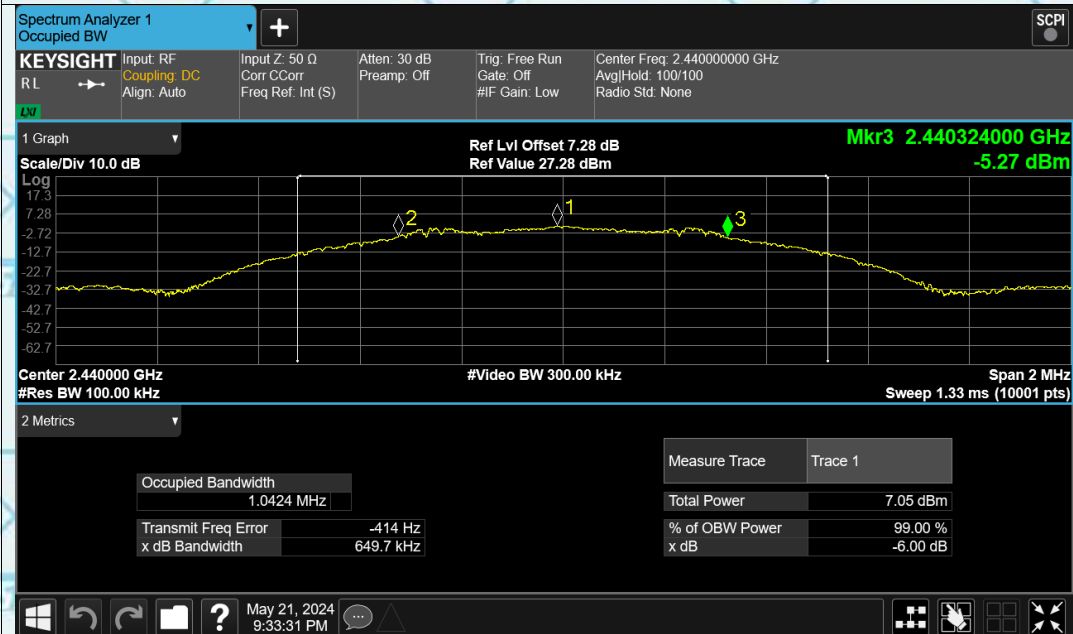 Spectrum Analyzer 1
Occupied BW
+
SCPI
KEYSIGHT
RL
LXI
Input: RF
Coupling: DC
Align: Auto
Input Z: 50 Ω
Corr CCorr
Freq Ref: Int (S)
Atten: 30 dB
Preamp: Off
Trig: Free Run
Gate: Off
#IF Gain: Low
Center Freq: 2.440000000 GHz
Avg|Hold: 100/100
Radio Std: None
1 Graph
Scale/Div 10.0 dB
Ref Lvl Offset 7.28 dB
Ref Value 27.28 dBm
Mkr3 2.440324000 GHz
-5.27 dBm
Log
17.3
7.28
-2.72
-12.7
-22.7
-32.7
-42.7
-52.7
-62.7
2
1
3
Center 2.440000 GHz
#Video BW 300.00 kHz
Span 2 MHz
#Res BW 100.00 kHz
Sweep 1.33 ms (10001 pts)
2 Metrics
Occupied Bandwidth
1.0424 MHz
Transmit Freq Error -414 Hz
x dB Bandwidth 649.7 kHz
Measure Trace Trace 1
Total Power 7.05 dBm
% of OBW Power 99.00 %
x dB -6.00 dB
?
May 21, 2024
9:33:31 PM